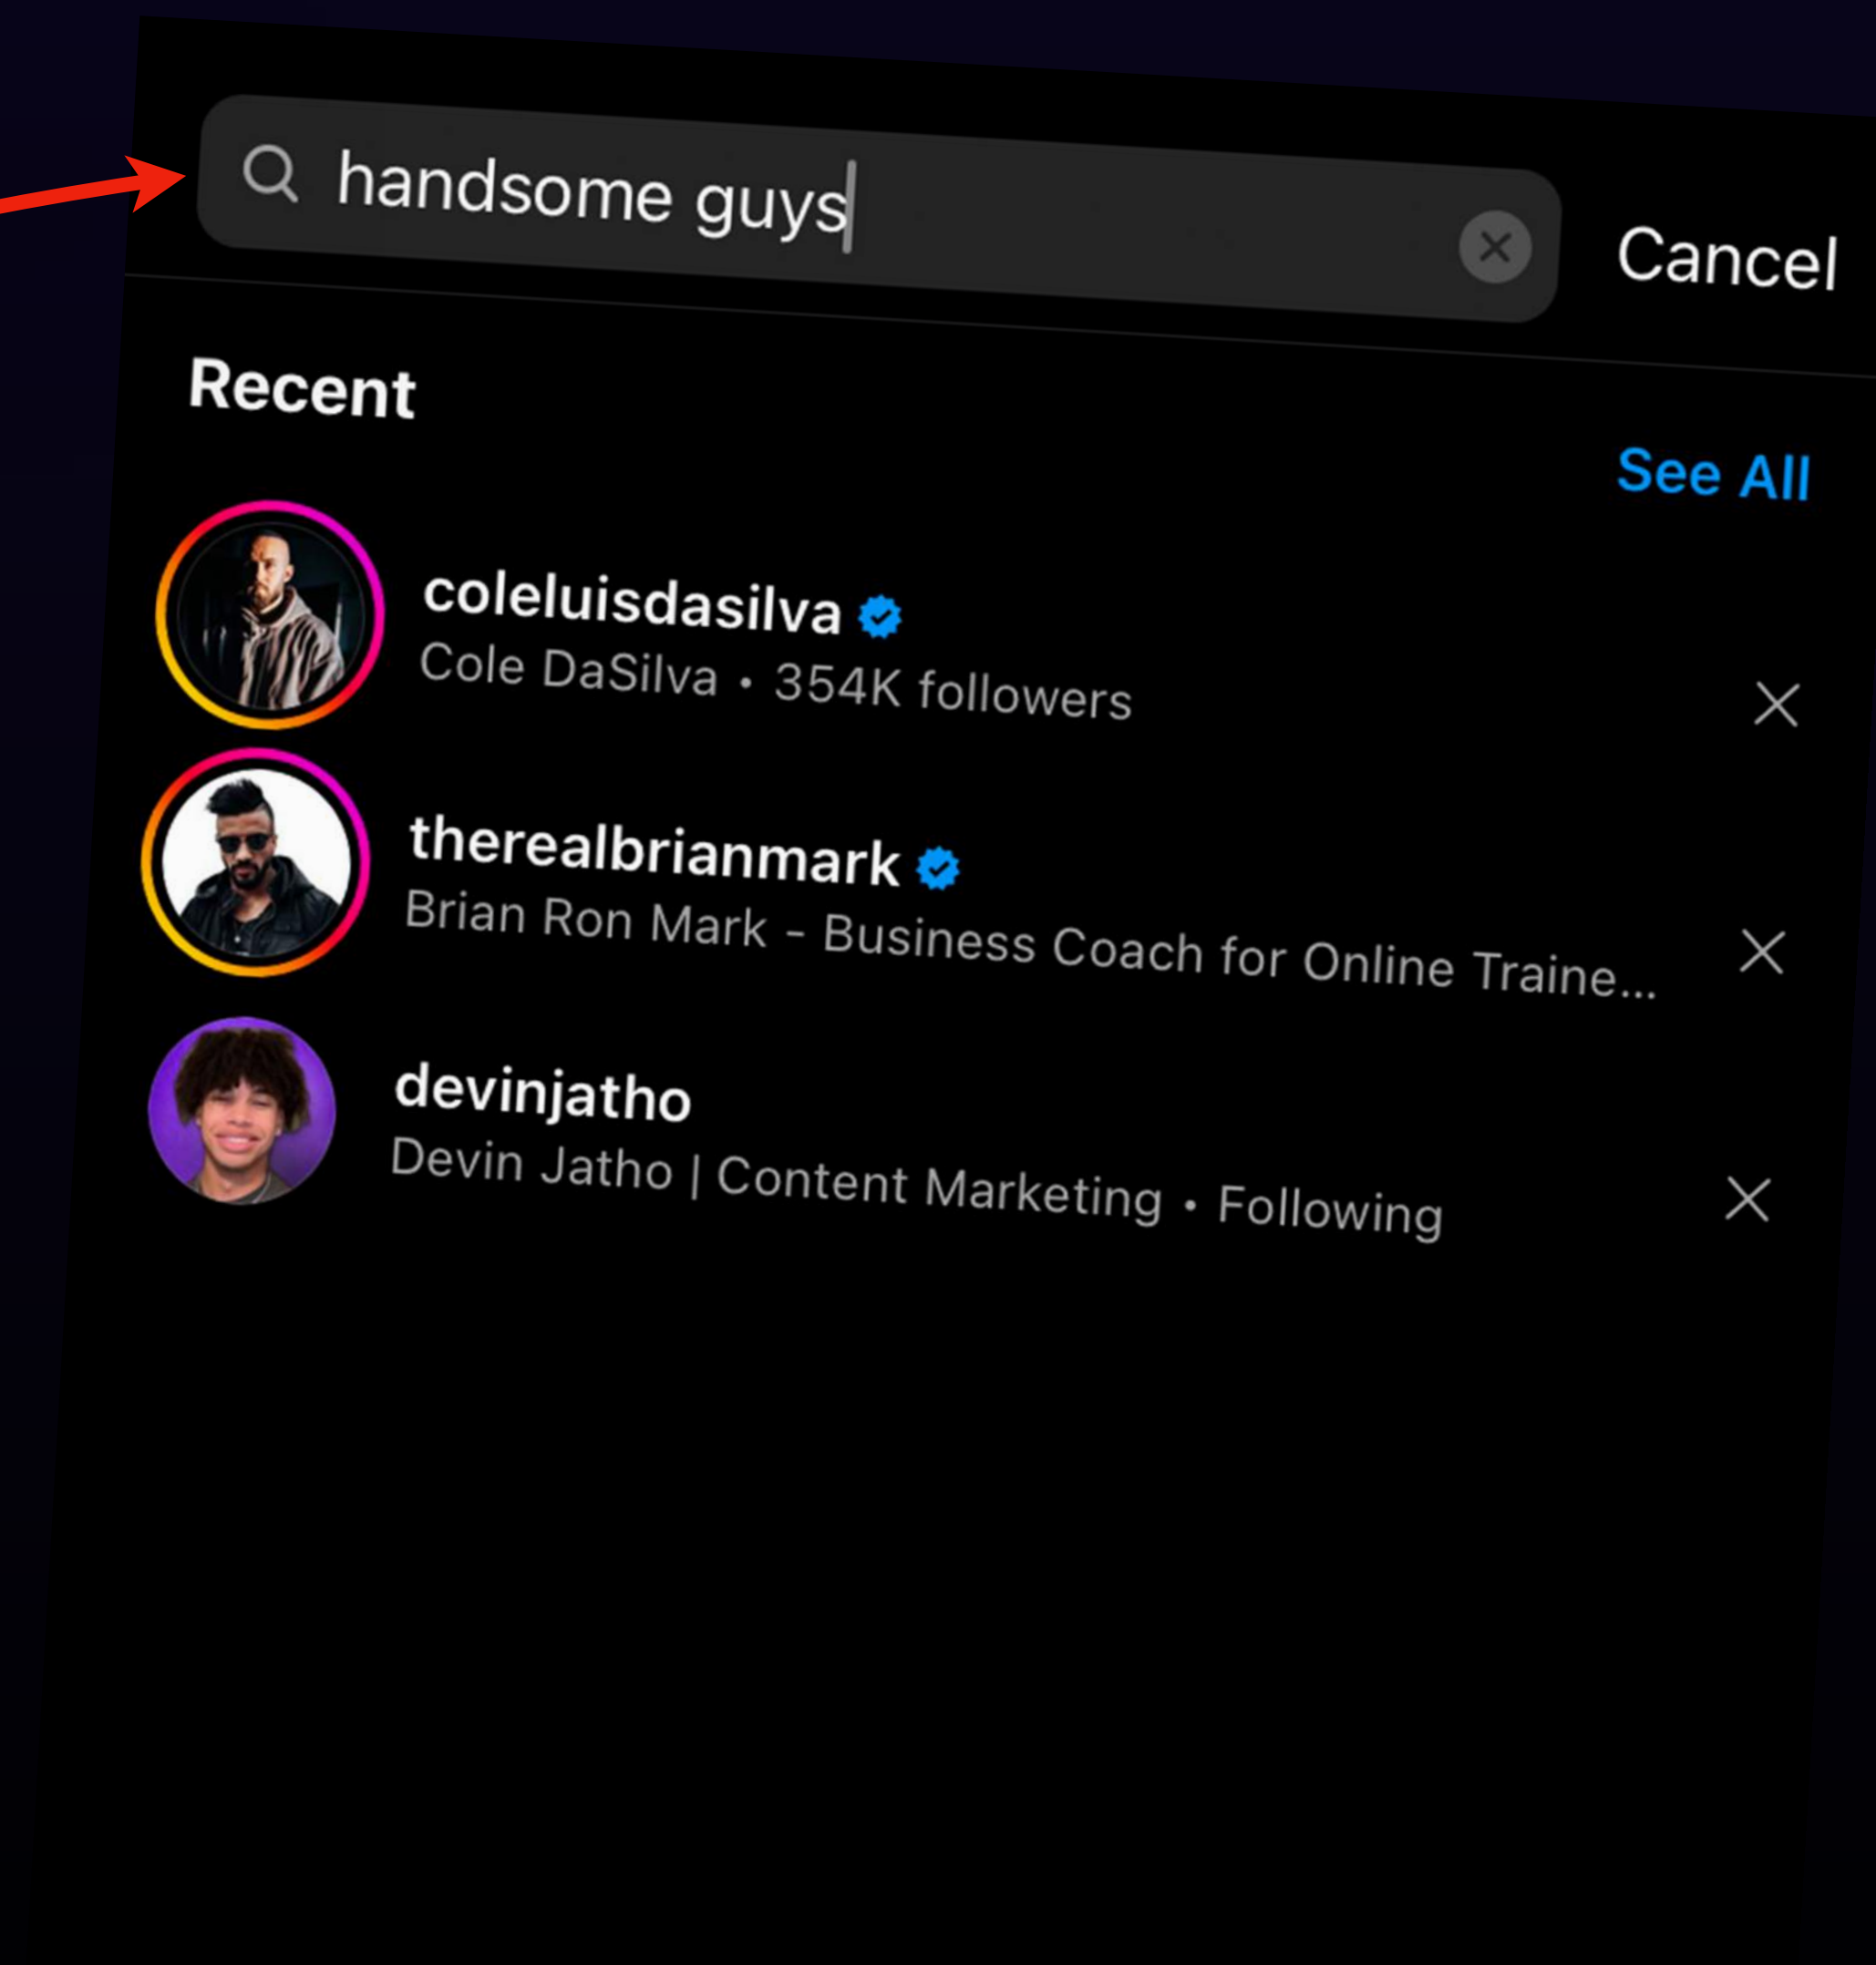 handsome guys
Cancel
Recent
See All
coleluisdasilva
Cole DaSilva • 354K followers
therealbrianmark
Brian Ron Mark - Business Coach for Online Traine...
devinjatho
Devin Jatho | Content Marketing • Following